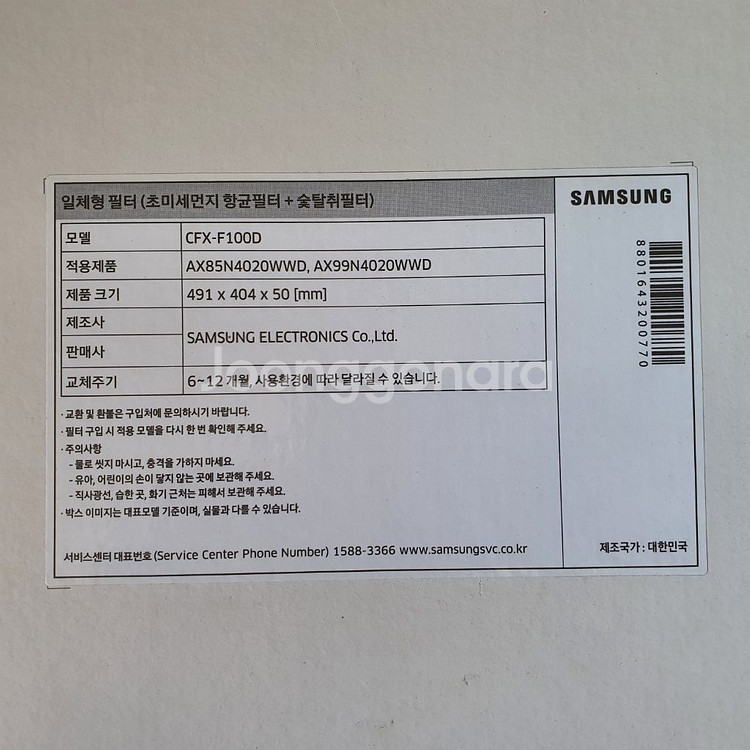 일체형 필터 (초미세먼지 항균필터 + 숯탈취필터)
SAMSUNG
모델 CFX-F100D
적용제품 AX85N4020WWD, AX99N4020WWD
제품 크기 491 x 404 x 50 [mm]
제조사
판매사
SAMSUNG ELECTRONICS Co.,Ltd.
교체주기 6~12 개월, 사용환경에 따라 달라질 수 있습니다.
8801643200770
Joonggonara
· 교환 및 환불은 구입처에 문의하시기 바랍니다.
· 필터 구입 시 적용 모델을 다시 한 번 확인해 주세요.
· 주의사항
- 물로 씻지 마시고, 충격을 가하지 마세요.
- 유아, 어린이의 손이 닿지 않는 곳에 보관해 주세요.
- 직사광선, 습한 곳, 화기 근처는 피해서 보관해 주세요.
· 박스 이미지는 대표모델 기준이며, 실물과 다를 수 있습니다.
서비스센터 대표번호 (Service Center Phone Number) 1588-3366 www.samsungsvc.co.kr
제조국가 : 대한민국